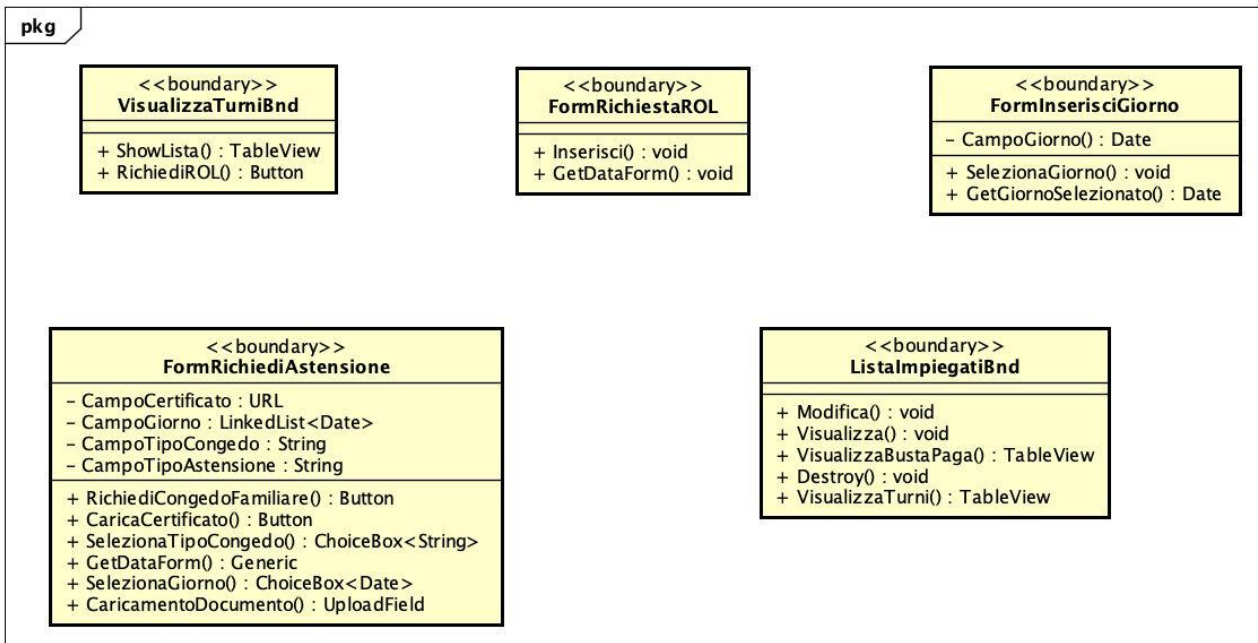 pkg
<<boundary>>
VisualizzaTurniBnd
+ ShowLista() : TableView
+ RichiediROL() : Button
<<boundary>>
FormRichiestaROL
+ Inserisci() : void
+ GetDataForm() : void
<<boundary>>
FormInserisciGiorno
- CampoGiorno() : Date
+ SelezionaGiorno() : void
+ GetGiornoSelezionato() : Date
<<boundary>>
FormRichiediAstensione
- CampoCertificato : URL
- CampoGiorno : LinkedList<Date>
- CampoTipoCongedo : String
- CampoTipoAstensione : String
+ RichiediCongedoFamiliare() : Button
+ CaricaCertificato() : Button
+ SelezionaTipoCongedo() : ChoiceBox<String>
+ GetDataForm() : Generic
+ SelezionaGiorno() : ChoiceBox<Date>
+ CaricamentoDocumento() : UploadField
<<boundary>>
ListaImpiegatiBnd
+ Modifica() : void
+ Visualizza() : void
+ VisualizzaBustaPaga() : TableView
+ Destroy() : void
+ VisualizzaTurni() : TableView